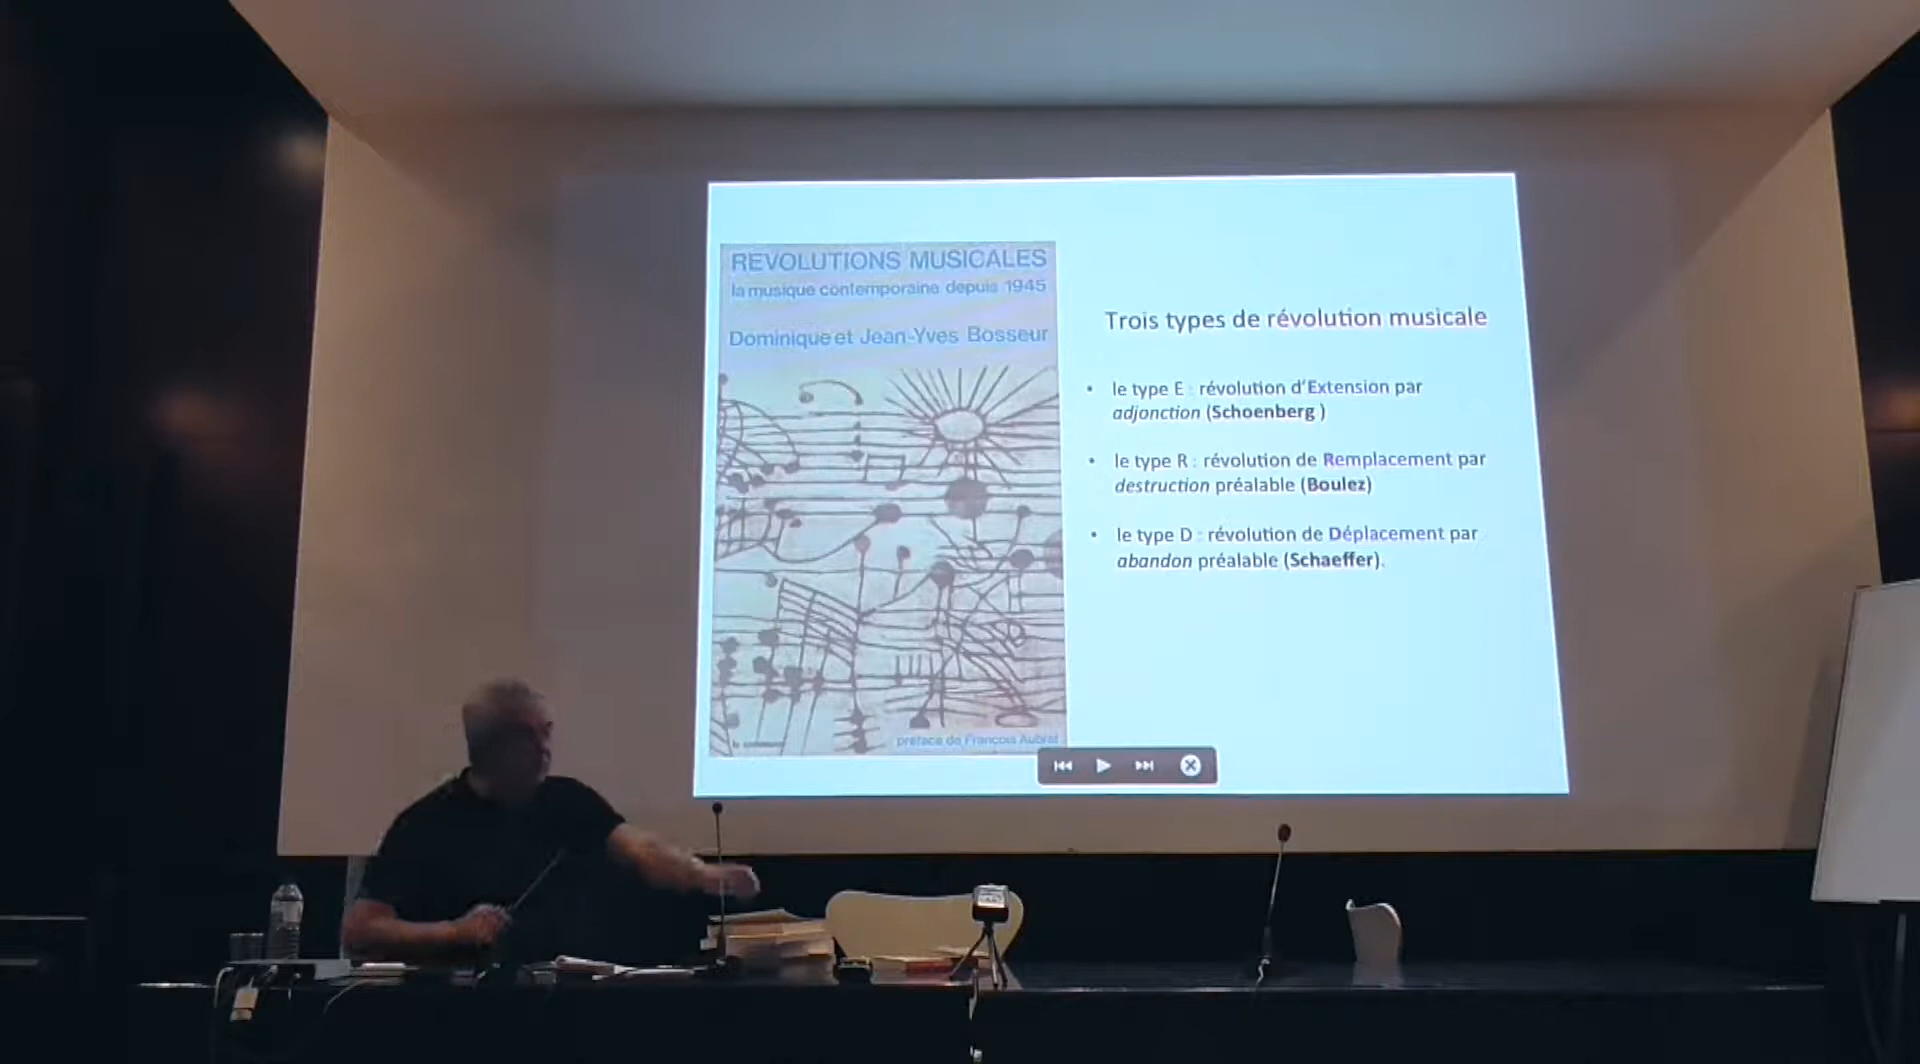 REVOLUTIONS MUSICALES
la musique contemporaine depuis 1945
Dominique et Jean-Yves Bosseur
préface de François Aubral
Trois types de révolution musicale
• le type E : révolution d'Extension par
adjonction (Schoenberg )
• le type R : révolution de Remplacement par
destruction préalable (Boulez)
• le type D : révolution de Déplacement par
abandon préalable (Schaeffer).